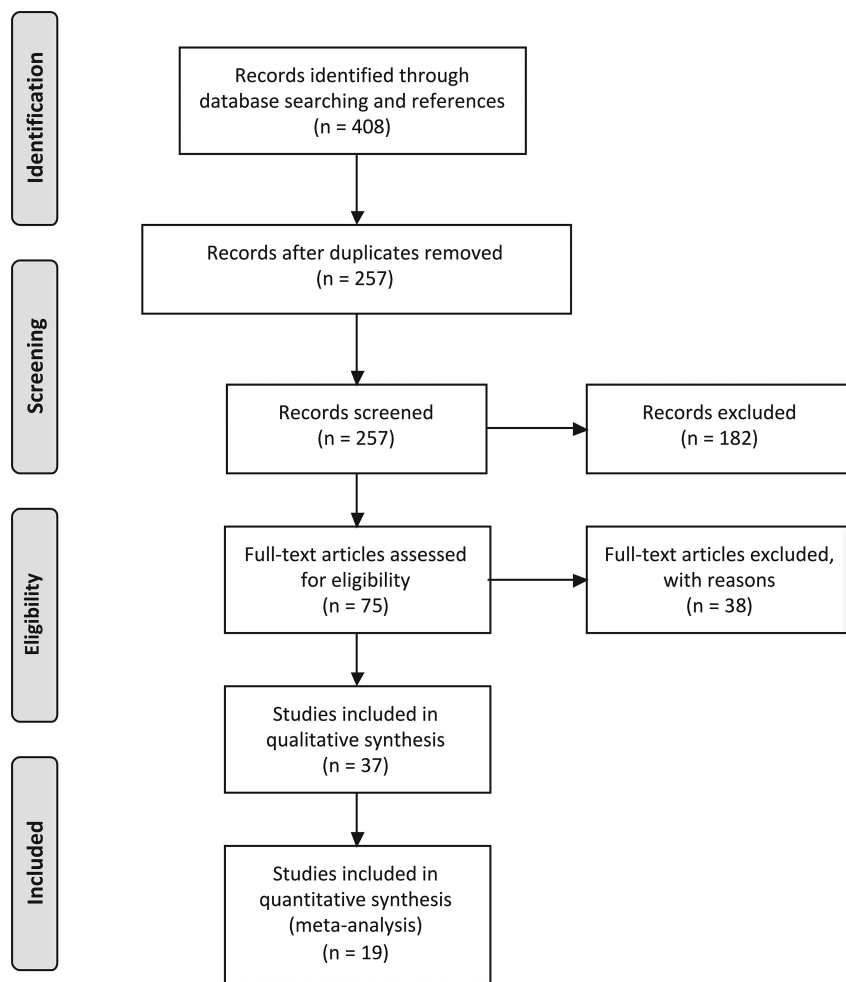 Identification
Records identified through
database searching and references
(n = 408)
Records after duplicates removed
(n = 257)
Screening
Records screened
(n = 257)
Records excluded
(n = 182)
Eligibility
Full-text articles assessed
for eligibility
(n = 75)
Full-text articles excluded,
with reasons
(n = 38)
Studies included in
qualitative synthesis
(n = 37)
Included
Studies included in
quantitative synthesis
(meta-analysis)
(n = 19)